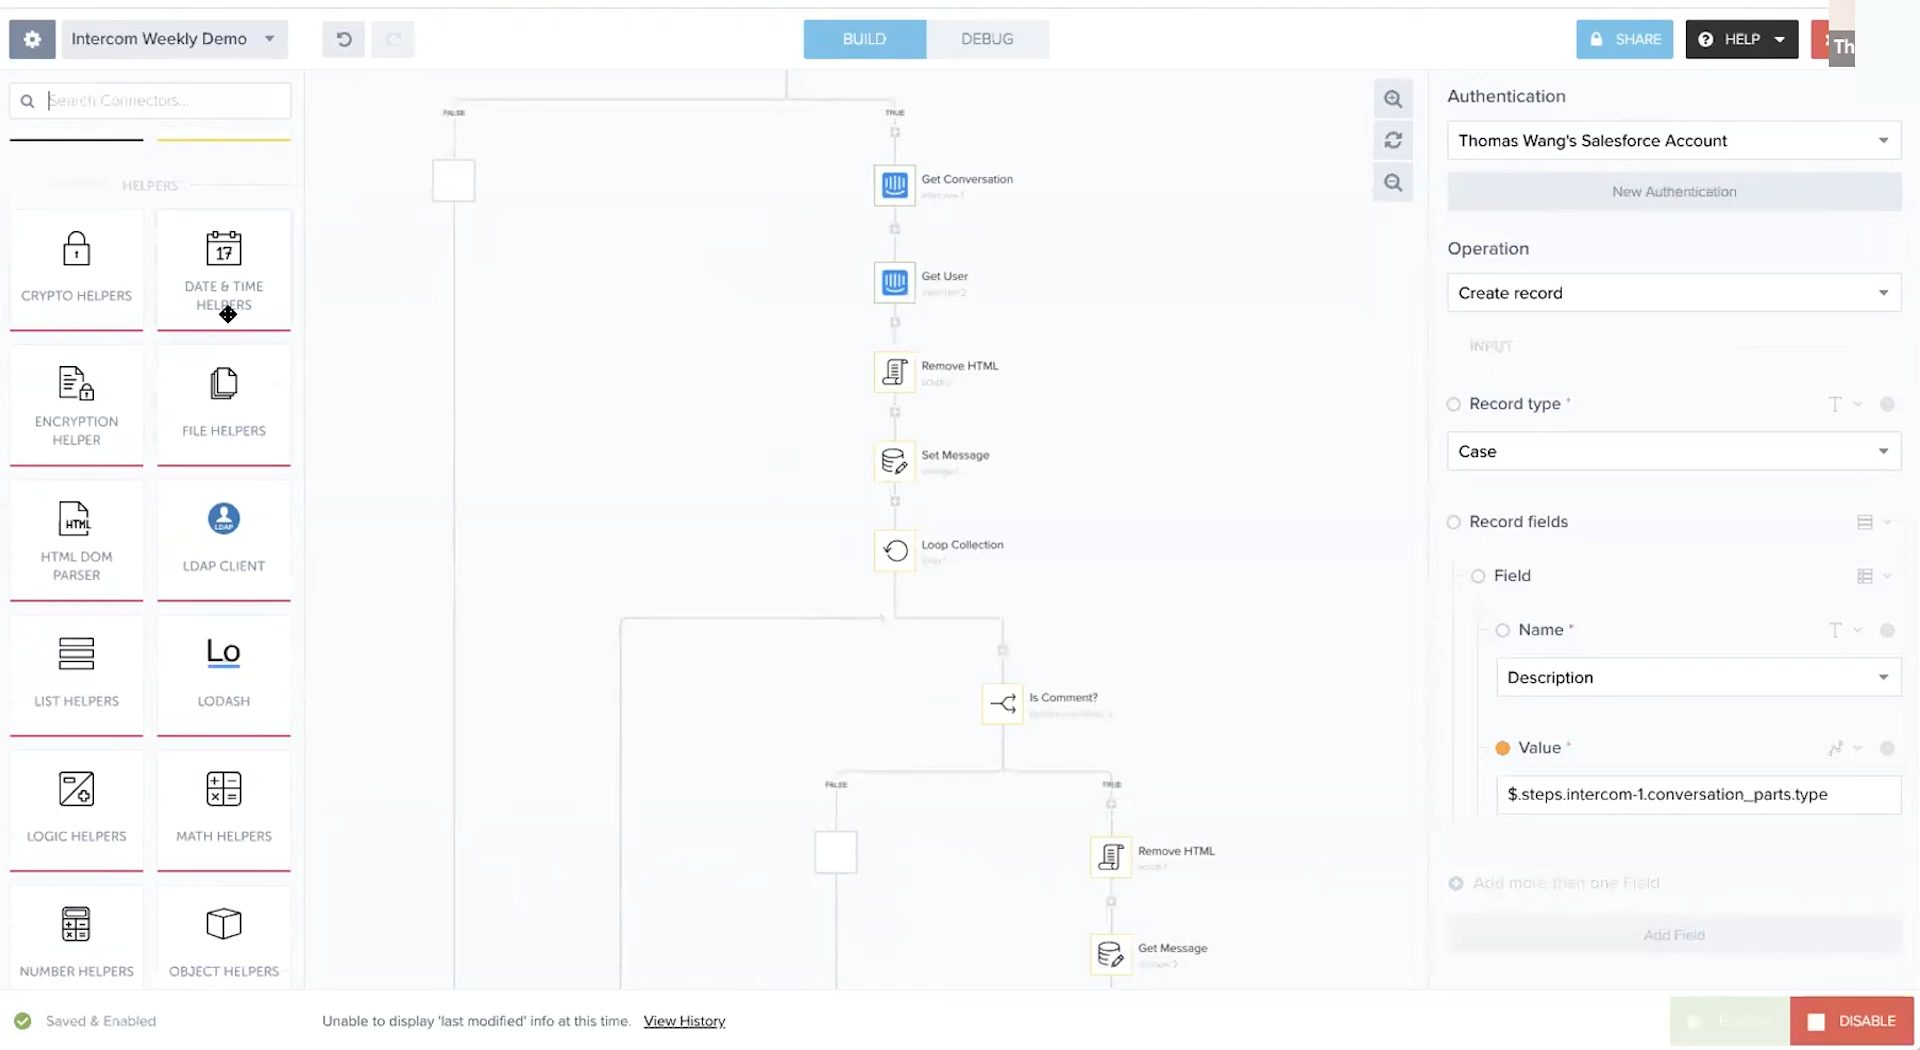 Intercom Weekly Demo
BUILD
DEBUG
SHARE
HELP
Th
Search Connectors...
HELPERS
CRYPTO HELPERS
17
DATE & TIME
HELPERS
ENCRYPTION
HELPER
FILE HELPERS
HTML
HTML DOM
PARSER
LDAP
LDAP CLIENT
LIST HELPERS
Lo
LODASH
LOGIC HELPERS
MATH HELPERS
NUMBER HELPERS
OBJECT HELPERS
FALSE
TRUE
Get Conversation
Get User
Remove HTML
Set Message
Loop Collection
Is Comment?
FALSE
TRUE
Remove HTML
Get Message
Authentication
Thomas Wang's Salesforce Account
New Authentication
Operation
Create record
INPUT
Record type *
Case
Record fields
Field
Name *
Description
Value *
$.steps.intercom-1.conversation_parts.type
Add more than one Field
Add Field
Saved & Enabled
Unable to display 'last modified' info at this time. View History
DISABLE